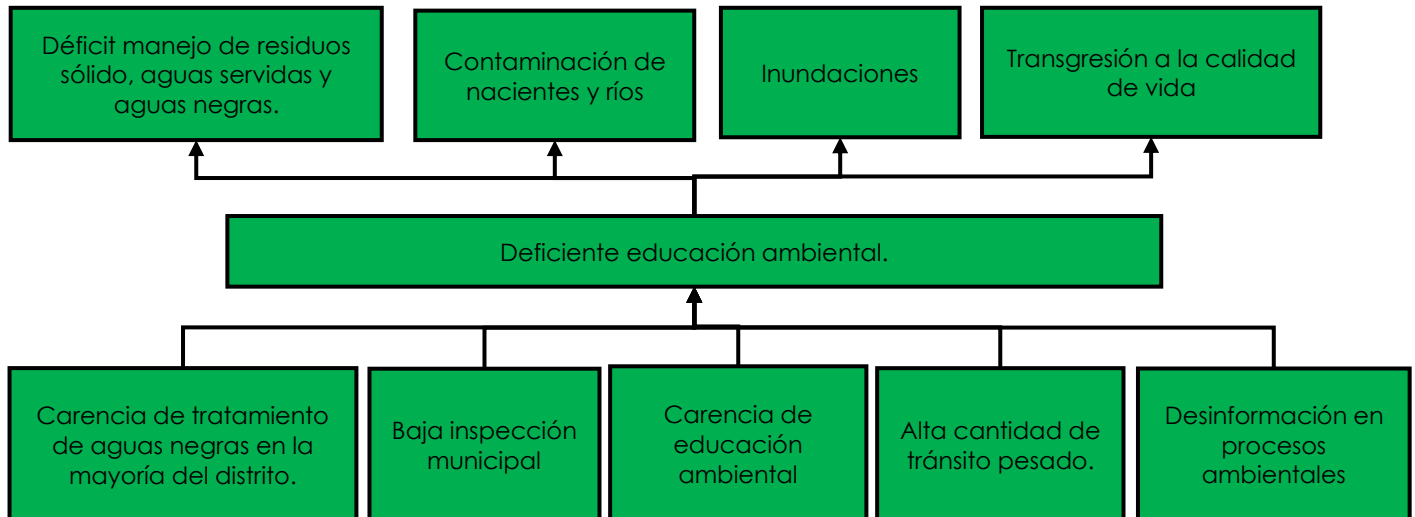 Déficit manejo de residuos
sólido, aguas servidas y
aguas negras.
Contaminación de
nacientes y ríos
Inundaciones
Transgresión a la calidad
de vida
Deficiente educación ambiental.
Carencia de tratamiento
de aguas negras en la
mayoría del distrito.
Baja inspección
municipal
Carencia de
educación
ambiental
Alta cantidad de
tránsito pesado.
Desinformación en
procesos
ambientales